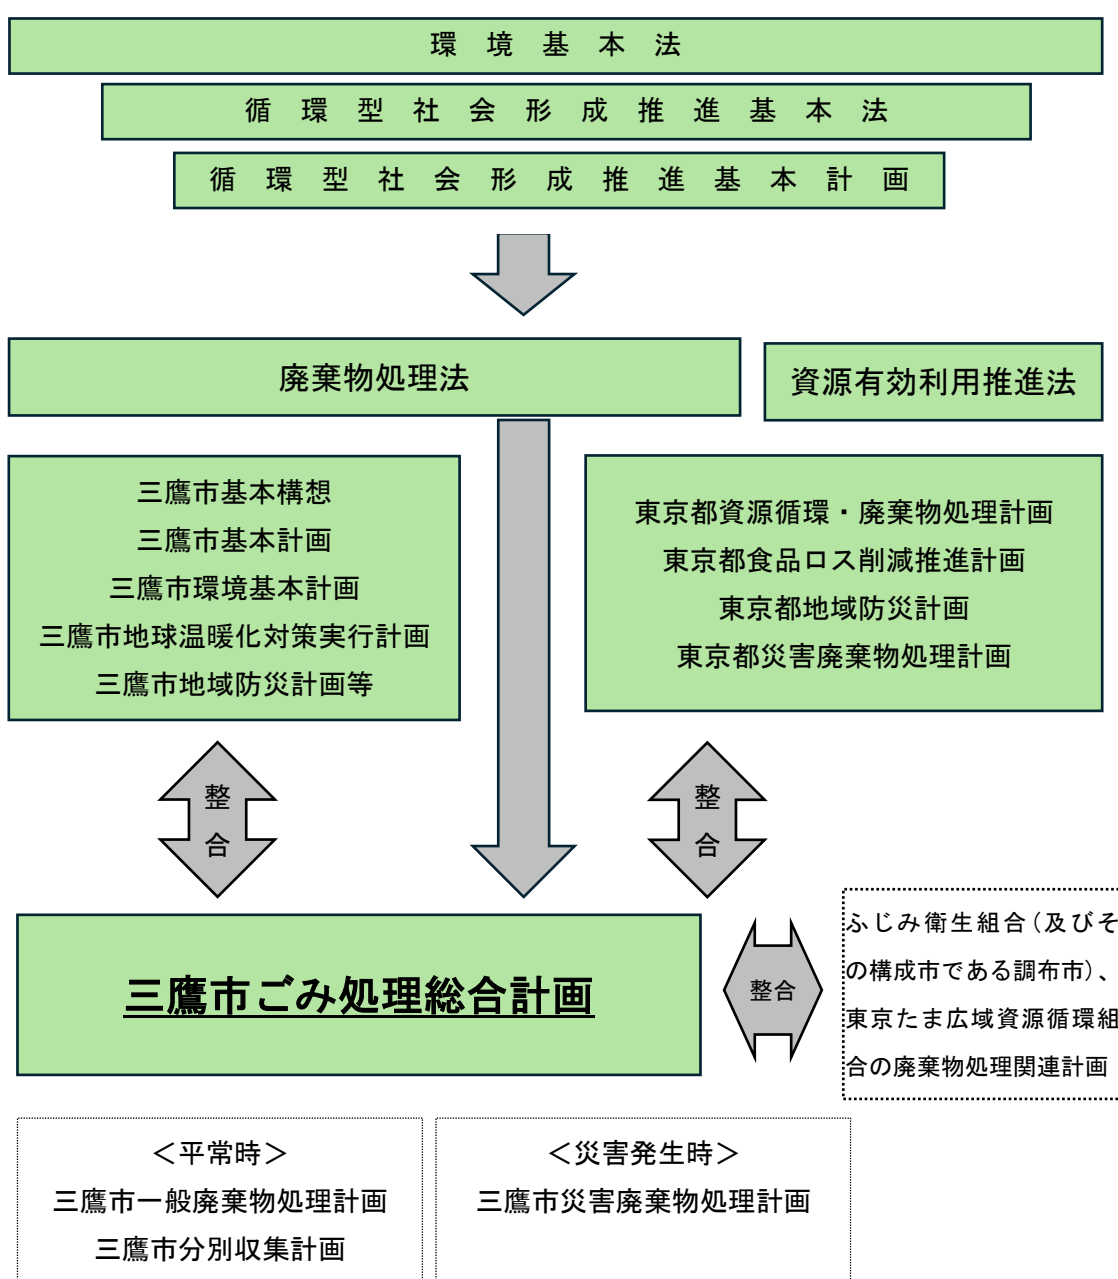 環境基本法
循環型社会形成推進基本法
循環型社会形成推進基本計画
廃棄物処理法
資源有効利用推進法
三鷹市基本構想
三鷹市基本計画
三鷹市環境基本計画
三鷹市地球温暖化対策実行計画
三鷹市地域防災計画等
東京都資源循環・廃棄物処理計画
東京都食品ロス削減推進計画
東京都地域防災計画
東京都災害廃棄物処理計画
整
合
整
合
三鷹市ごみ処理総合計画
整合
ふじみ衛生組合（及びそ
の構成市である調布市）、
東京たま広域資源循環組
合の廃棄物処理関連計画
＜平常時＞
三鷹市一般廃棄物処理計画
三鷹市分別収集計画
＜災害発生時＞
三鷹市災害廃棄物処理計画